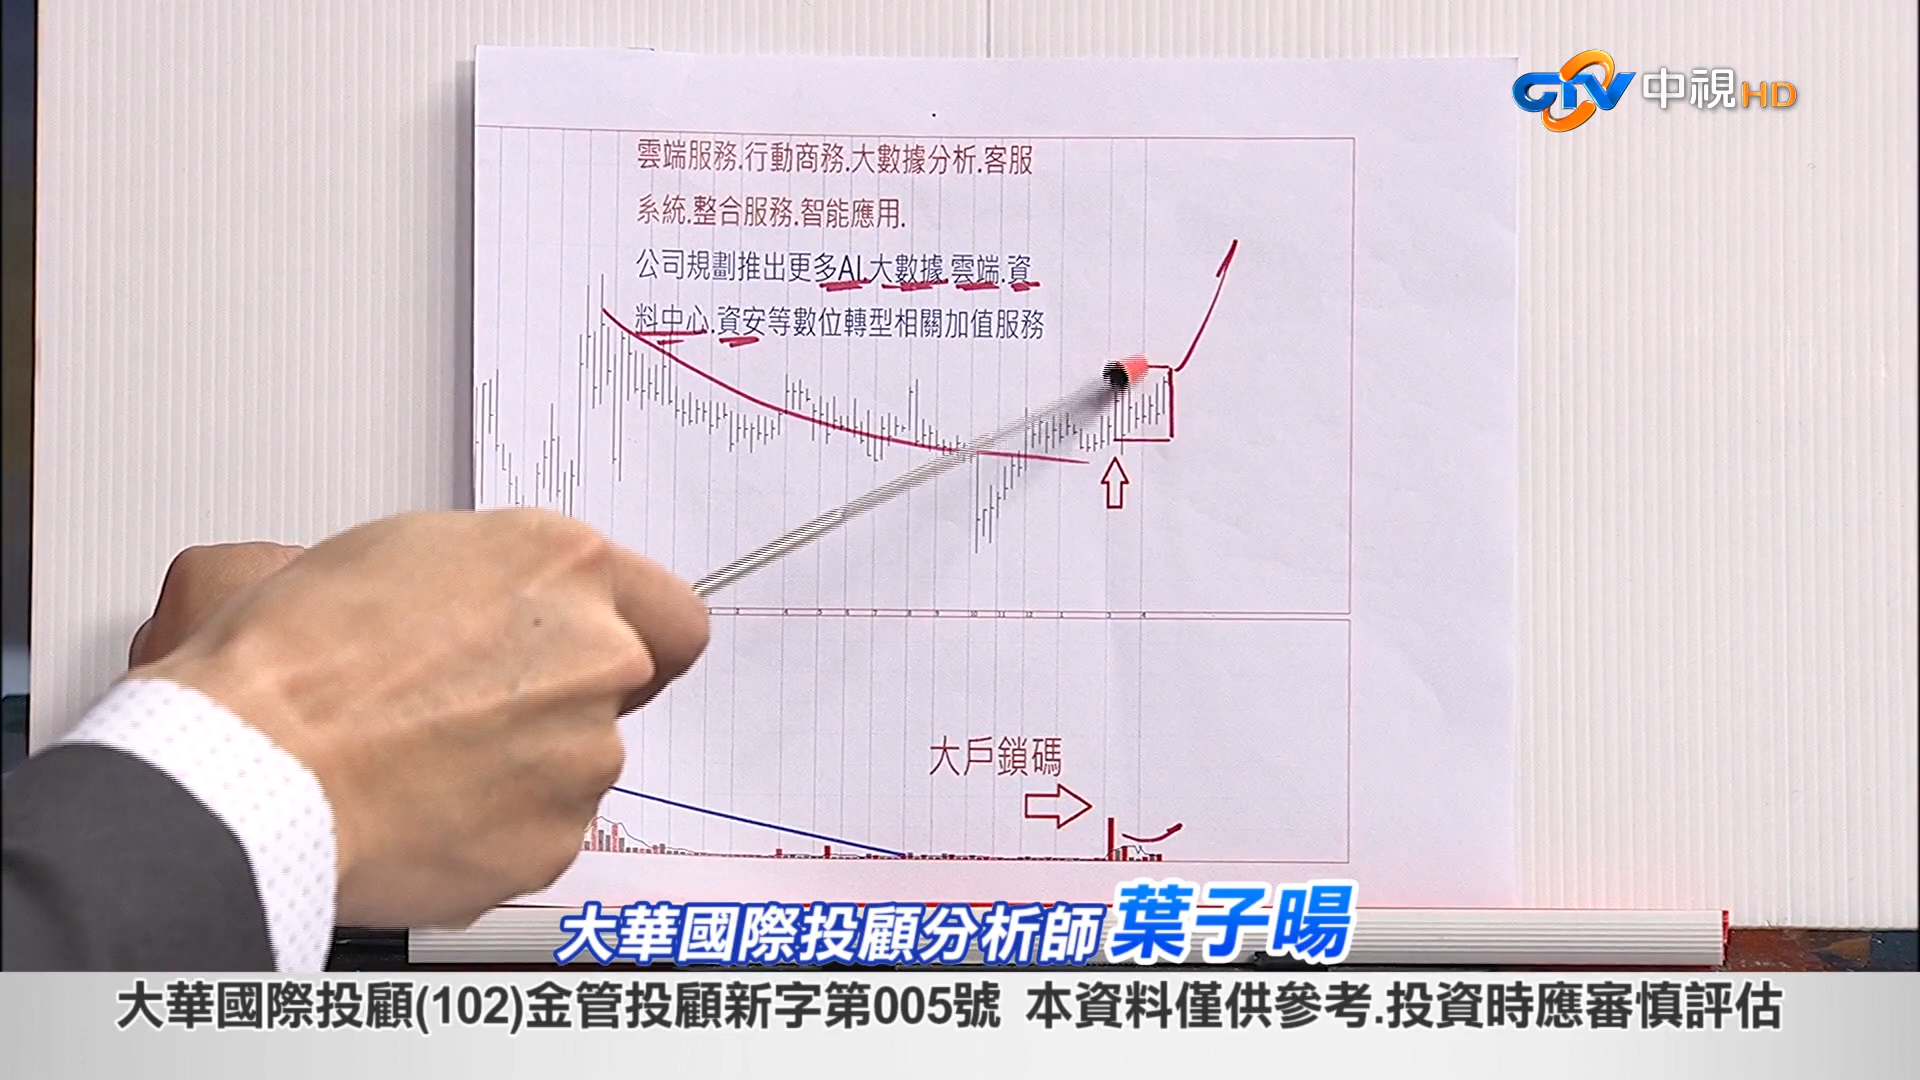 CTV 中視HD
雲端服務.行動商務.大數據分析.客服
系統.整合服務.智能應用.
公司規劃推出更多AI.大數據.雲端.資
料中心.資安等數位轉型相關加值服務
大戶鎖碼
大華國際投顧分析師 葉子暘
大華國際投顧(102)金管投顧新字第005號 本資料僅供參考.投資時應審慎評估